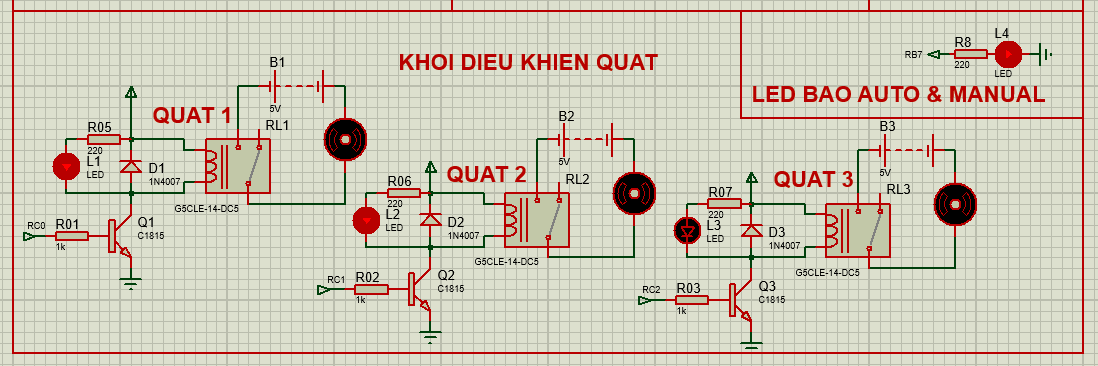 KHOI DIEU KHIEN QUAT
RB7
R8
220
L4
LED
LED BAO AUTO & MANUAL
QUAT 1
B1
5V
RL1
G5CLE-14-DC5
R05
220
L1
LED
D1
1N4007
RC0
R01
1k
Q1
C1815
QUAT 2
B2
5V
RL2
G5CLE-14-DC5
R06
220
L2
LED
D2
1N4007
RC1
R02
1k
Q2
C1815
QUAT 3
B3
5V
RL3
G5CLE-14-DC5
R07
220
L3
LED
D3
1N4007
RC2
R03
1k
Q3
C1815